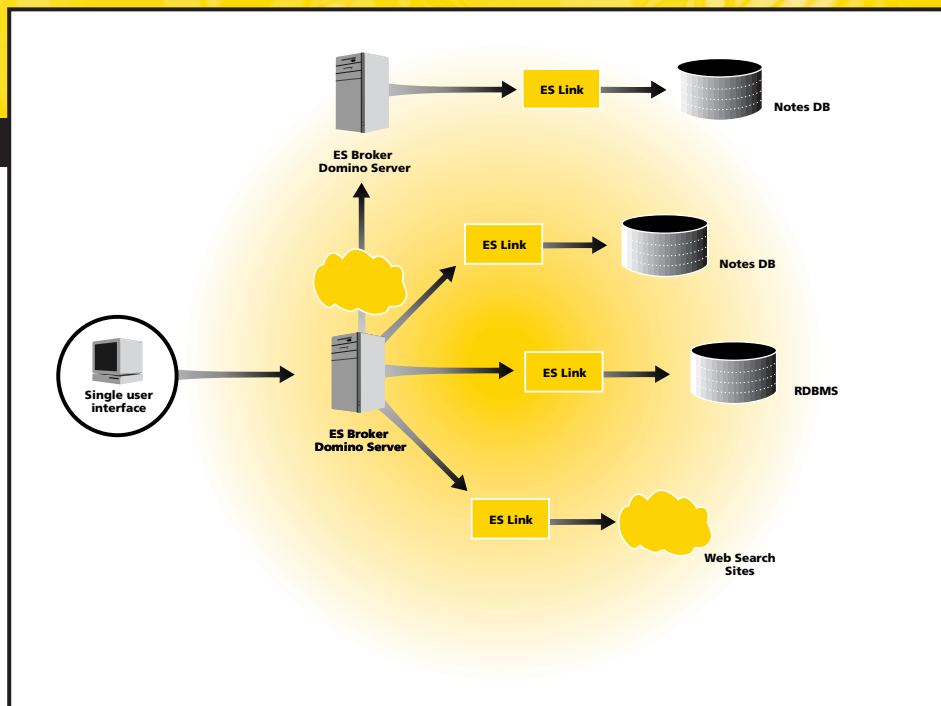 ES Link
Notes DB
ES Broker
Domino Server
ES Link
Notes DB
Single user
interface
ES Link
RDBMS
ES Broker
Domino Server
ES Link
Web Search
Sites